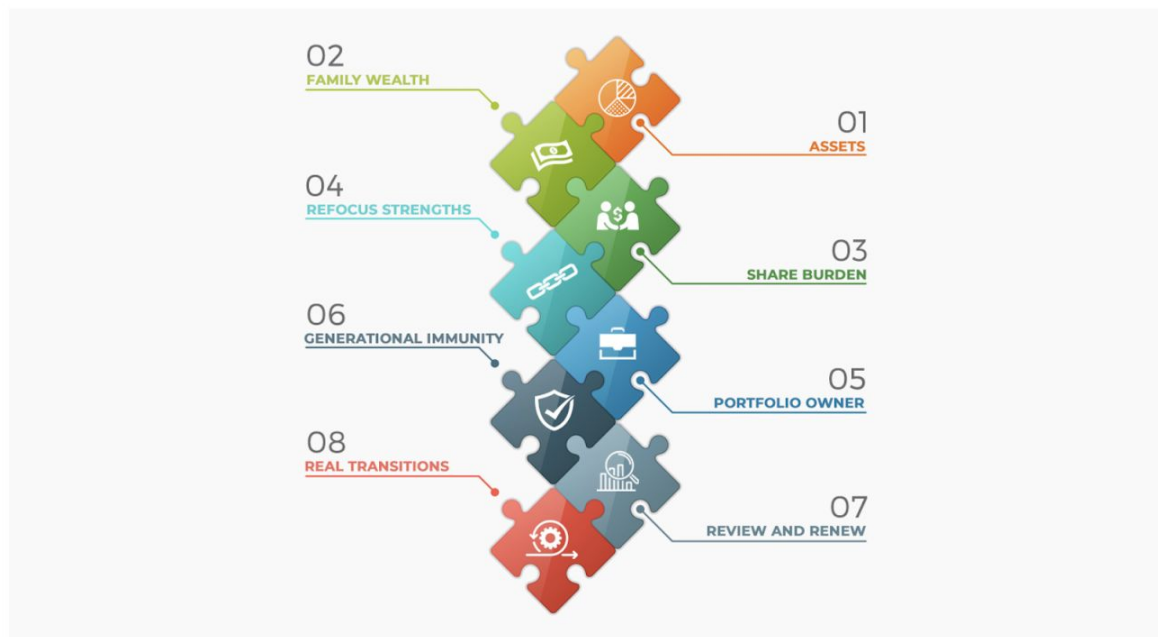 01
ASSETS
02
FAMILY WEALTH
03
SHARE BURDEN
04
REFOCUS STRENGTHS
05
PORTFOLIO OWNER
06
GENERATIONAL IMMUNITY
07
REVIEW AND RENEW
08
REAL TRANSITIONS
$
$